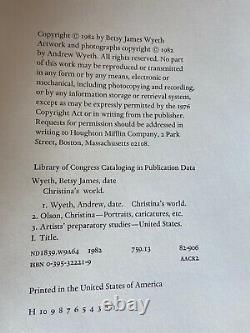 Copyright © 1982 by Betsy James Wyeth
Artwork and photographs copyright © 1982
by Andrew Wyeth. All rights reserved. No part
of this work may be reproduced or transmitted
in any form or by any means, electronic or
mechanical, including photocopying and recording,
or by any information storage or retrieval system,
except as may be expressly permitted by the 1976
Copyright Act or in writing from the publisher.
Requests for permission should be addressed in
writing to Houghton Mifflin Company, 2 Park
Street, Boston, Massachusetts 02108.
Library of Congress Cataloging in Publication Data
Wyeth, Betsy James, date
Christina's world.
1. Wyeth, Andrew, date Christina's world.
2. Olson, Christina—Portraits, caricatures, etc.
3. Artists' preparatory studies—United States.
I. Title.
ND1839.W9A64 1982 750.13 82-906
ISBN 0-395-32221-9 AACR2
Printed in the United States of America
H 10 9 8 7 6 5 4 3